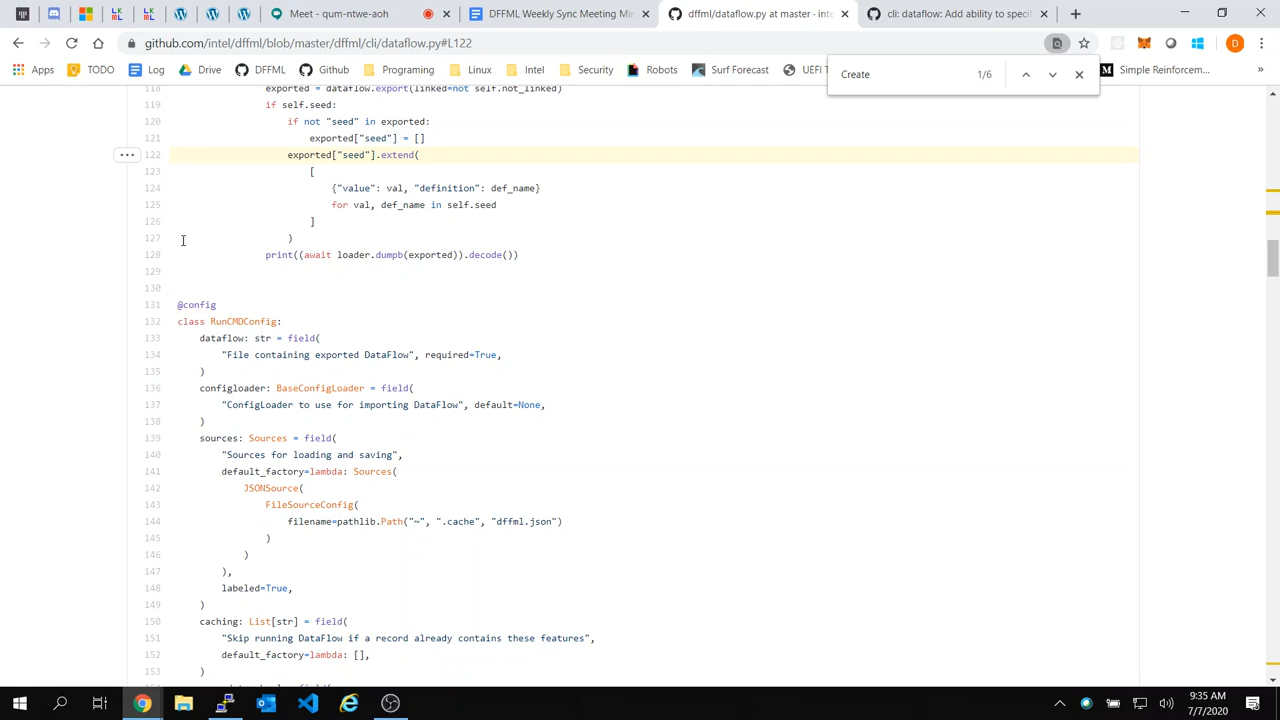 Meet - qum-ntwe-aoh
DFFML Weekly Sync Meeting Mi
dffml/dataflow.py at master · inte
cli: dataflow: Add ability to specif
github.com/intel/dffml/blob/master/dffml/cli/dataflow.py#L122
D
Apps TODO Log Drive DFFML Github Programing Linux Intel Security Robots Surf Forecast UEFI T Simple Reinforcem...
Create 1/6
118 exported = dataflow.export(linked=not self.not_linked)
119 if self.seed:
120 if not "seed" in exported:
121 exported["seed"] = []
122 exported["seed"].extend(
123 [
124 {"value": val, "definition": def_name}
125 for val, def_name in self.seed
126 ]
127 )
128 print((await loader.dumpb(exported)).decode())
129
130
131 @config
132 class RunCMDConfig:
133 dataflow: str = field(
134 "File containing exported DataFlow", required=True,
135 )
136 configloader: BaseConfigLoader = field(
137 "ConfigLoader to use for importing DataFlow", default=None,
138 )
139 sources: Sources = field(
140 "Sources for loading and saving",
141 default_factory=lambda: Sources(
142 JSONSource(
143 FileSourceConfig(
144 filename=pathlib.Path("~", ".cache", "dffml.json")
145 )
146 )
147 ),
148 labeled=True,
149 )
150 caching: List[str] = field(
151 "Skip running DataFlow if a record already contains these features",
152 default_factory=lambda: [],
153 )
9:35 AM
7/7/2020